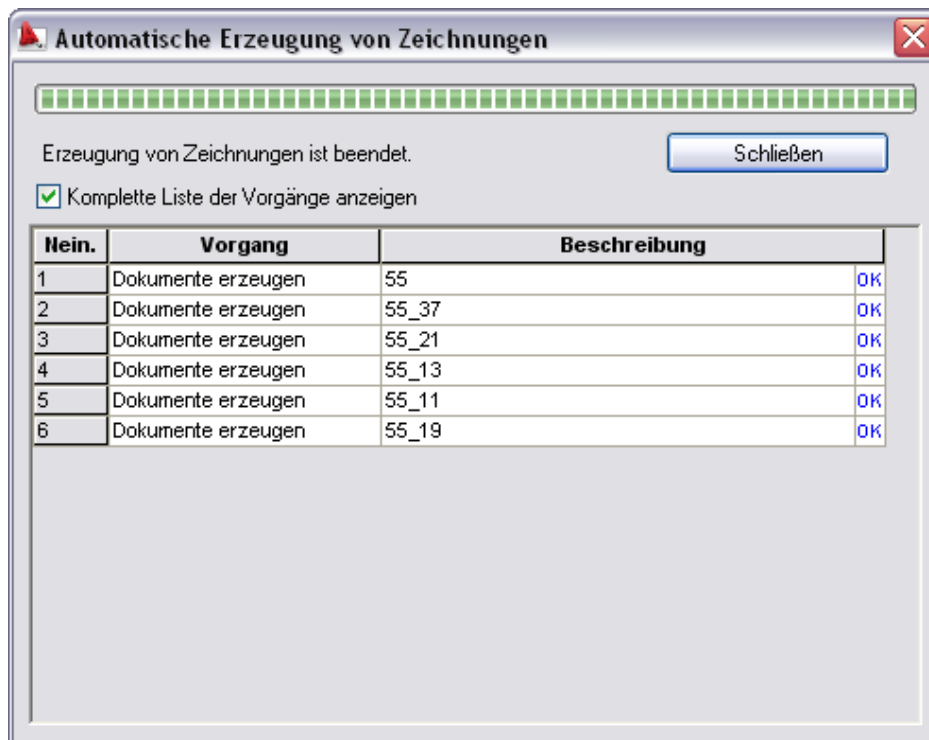 Automatische Erzeugung von Zeichnungen
Erzeugung von Zeichnungen ist beendet.
Schließen
Komplette Liste der Vorgänge anzeigen
Nein. Vorgang Beschreibung
1 Dokumente erzeugen 55 OK
2 Dokumente erzeugen 55_37 OK
3 Dokumente erzeugen 55_21 OK
4 Dokumente erzeugen 55_13 OK
5 Dokumente erzeugen 55_11 OK
6 Dokumente erzeugen 55_19 OK